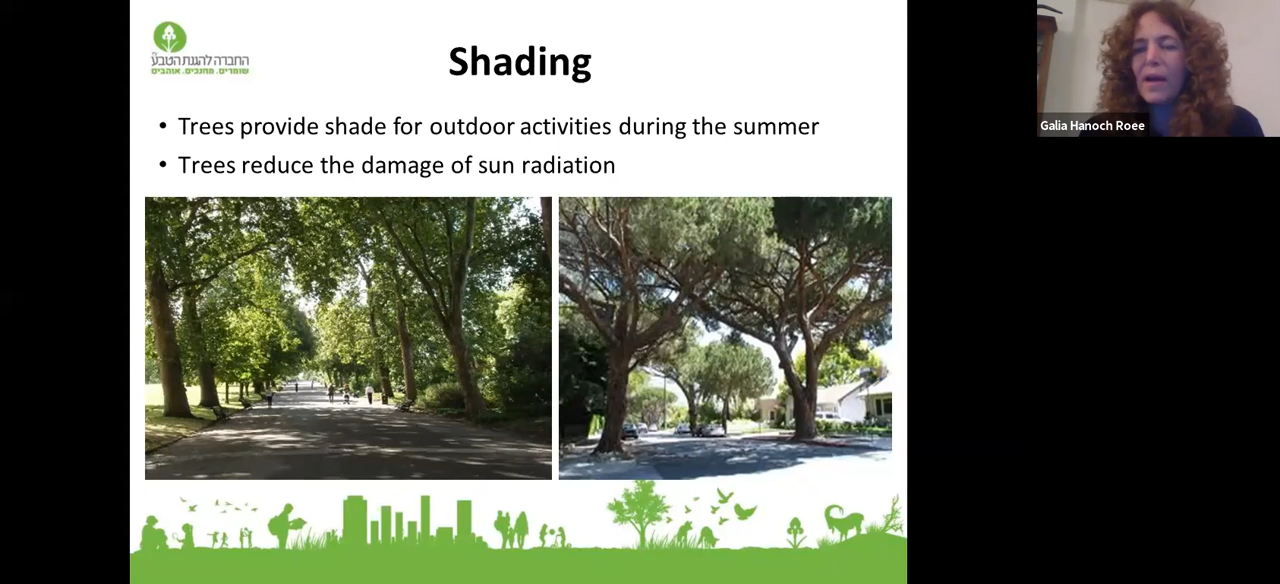 החברה להגנת הטבע
שומרים. מחנכים. אוהבים
Shading
• Trees provide shade for outdoor activities during the summer
• Trees reduce the damage of sun radiation
Galia Hanoch Roee